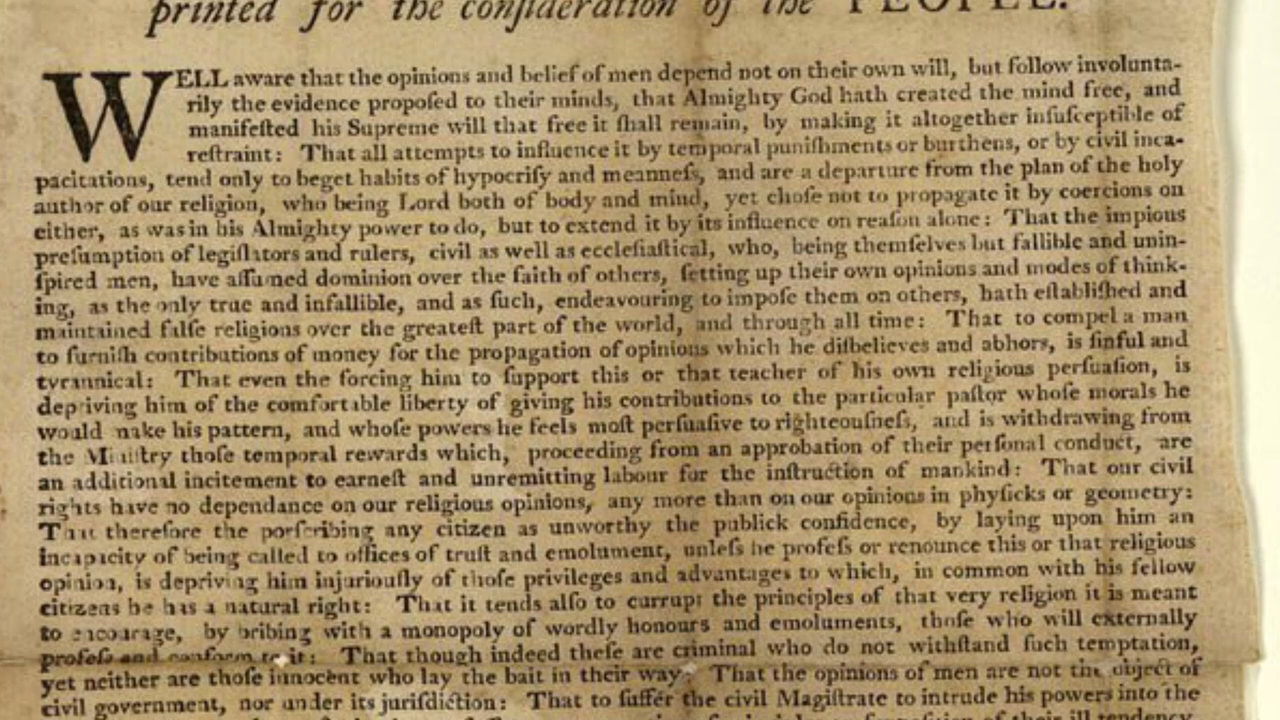 printed for the conſideration of the PEOPLE.
WELL aware that the opinions and belief of men depend not on their own will, but follow involunta-
rily the evidence propoſed to their minds, that Almighty God hath created the mind free, and
manifeſted his Supreme will that free it ſhall remain, by making it altogether inſuſceptible of
reſtraint: That all attempts to influence it by temporal puniſhments or burthens, or by civil inca-
pacitations, tend only to beget habits of hypocriſy and meanneſs, and are a departure from the plan of the holy
author of our religion, who being Lord both of body and mind, yet choſe not to propagate it by coercions on
either, as was in his Almighty power to do, but to extend it by its influence on reaſon alone: That the impious
preſumption of legiſlators and rulers, civil as well as eccleſiaſtical, who, being themſelves but fallible and unin-
ſpired men, have aſſumed dominion over the faith of others, ſetting up their own opinions and modes of think-
ing, as the only true and infallible, and as ſuch, endeavouring to impoſe them on others, hath eſtabliſhed and
maintained falſe religions over the greateſt part of the world, and through all time: That to compel a man
to furniſh contributions of money for the propagation of opinions which he diſbelieves and abhors, is ſinful and
tyrannical: That even the forcing him to ſupport this or that teacher of his own religious perſuaſion, is
depriving him of the comfortable liberty of giving his contributions to the particular paſtor whoſe morals he
would make his pattern, and whoſe powers he feels moſt perſuaſive to righteouſneſs, and is withdrawing from
the Miniſtry thoſe temporal rewards which, proceeding from an approbation of their perſonal conduct, are
an additional incitement to earneſt and unremitting labour for the inſtruction of mankind: That our civil
rights have no dependance on our religious opinions, any more than on our opinions in phyſicks or geometry:
That therefore the porſcribing any citizen as unworthy the publick confidence, by laying upon him an
incapacity of being called to offices of truſt and emolument, unleſs he profeſs or renounce this or that religious
opinion, is depriving him injuriouſly of thoſe privileges and advantages to which, in common with his fellow
citizens he has a natural right: That it tends alſo to currupt the principles of that very religion it is meant
to encourage, by bribing with a monopoly of wordly honours and emoluments, thoſe who will externally
profeſs and conform to it: That though indeed theſe are criminal who do not withſtand ſuch temptation,
yet neither are thoſe innocent who lay the bait in their way: That the opinions of men are not the object of
civil government, nor under its juriſdiction: That to ſuffer the civil Magiſtrate to intrude his powers into the
of their ill tendency